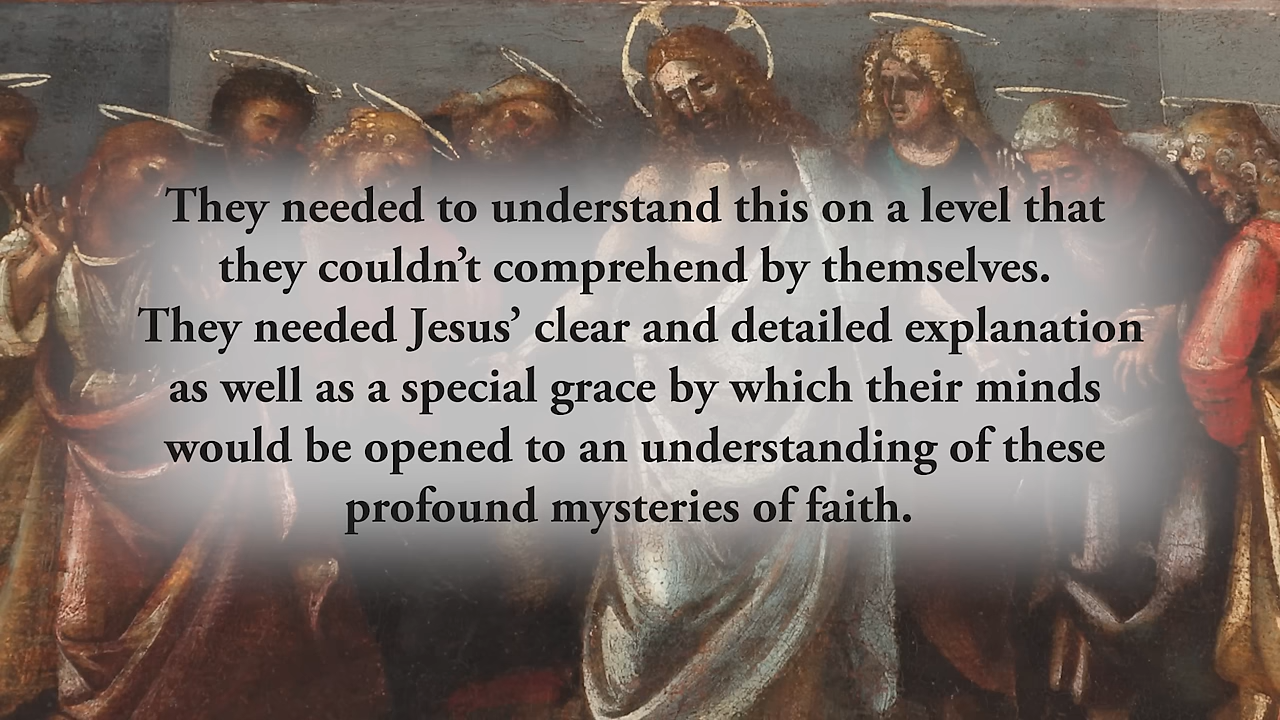 They needed to understand this on a level that
they couldn’t comprehend by themselves.
They needed Jesus’ clear and detailed explanation
as well as a special grace by which their minds
would be opened to an understanding of these
profound mysteries of faith.